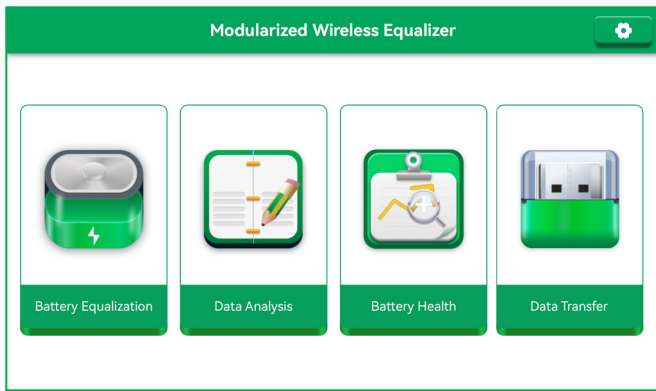 Modularized Wireless Equalizer
Battery Equalization
Data Analysis
Battery Health
Data Transfer